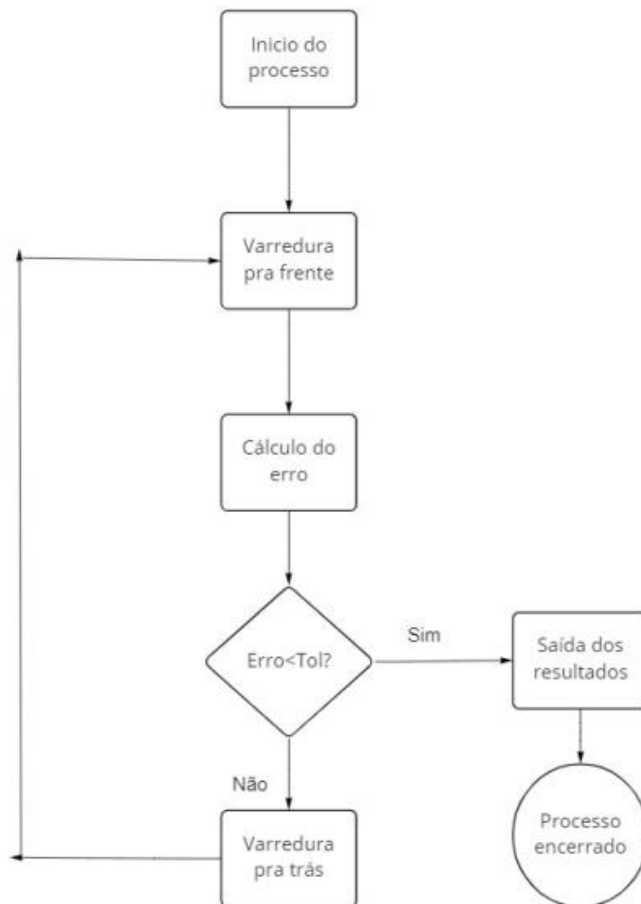 Inicio do
processo
Varredura
pra frente
Cálculo do
erro
Erro<Tol?
Sim
Saída dos
resultados
Não
Varredura
pra trás
Processo
encerrado